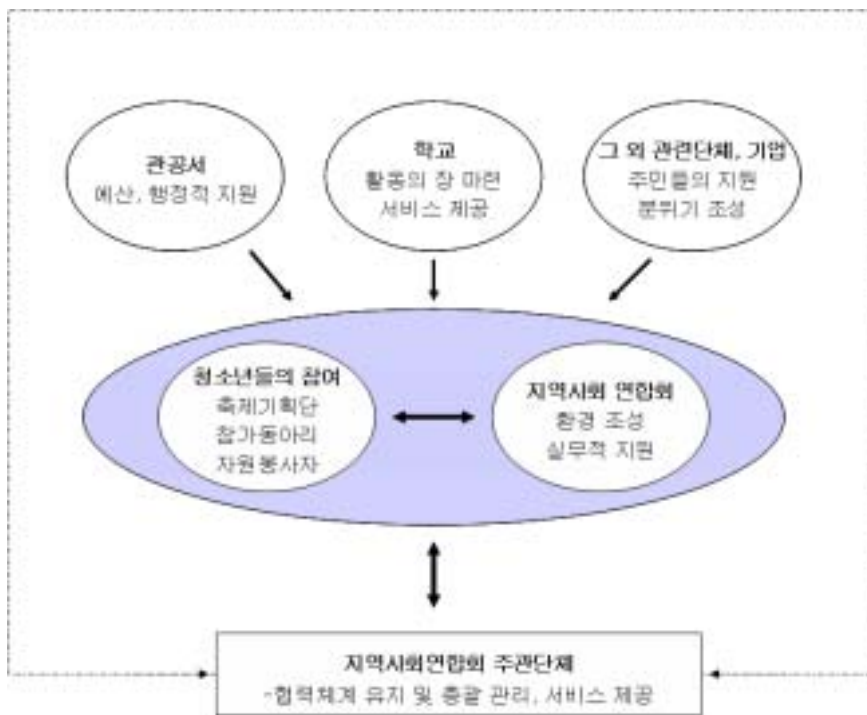 관공서
예산, 행정적 지원
학교
활동의 장 마련
서비스 제공
그 외 관련단체, 기업
주민들의 지원
분위기 조성
청소년들의 참여
축제기획단
참가동아리
자원봉사자
지역사회 연합회
환경 조성
실무적 지원
지역사회연합회 주관단체
-협력체계 유지 및 총괄 관리, 서비스 제공